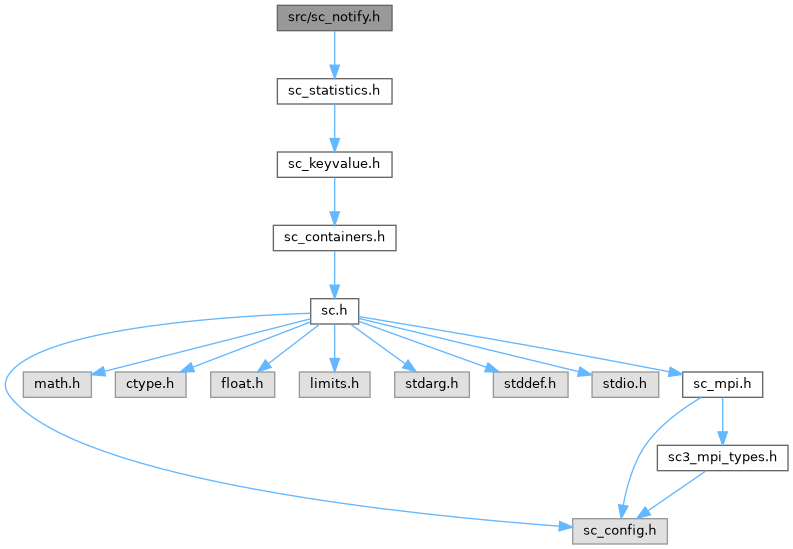 src/sc_notify.h
sc_statistics.h
sc_keyvalue.h
sc_containers.h
sc.h
math.h
ctype.h
float.h
limits.h
stdarg.h
stddef.h
stdio.h
sc_mpi.h
sc3_mpi_types.h
sc_config.h